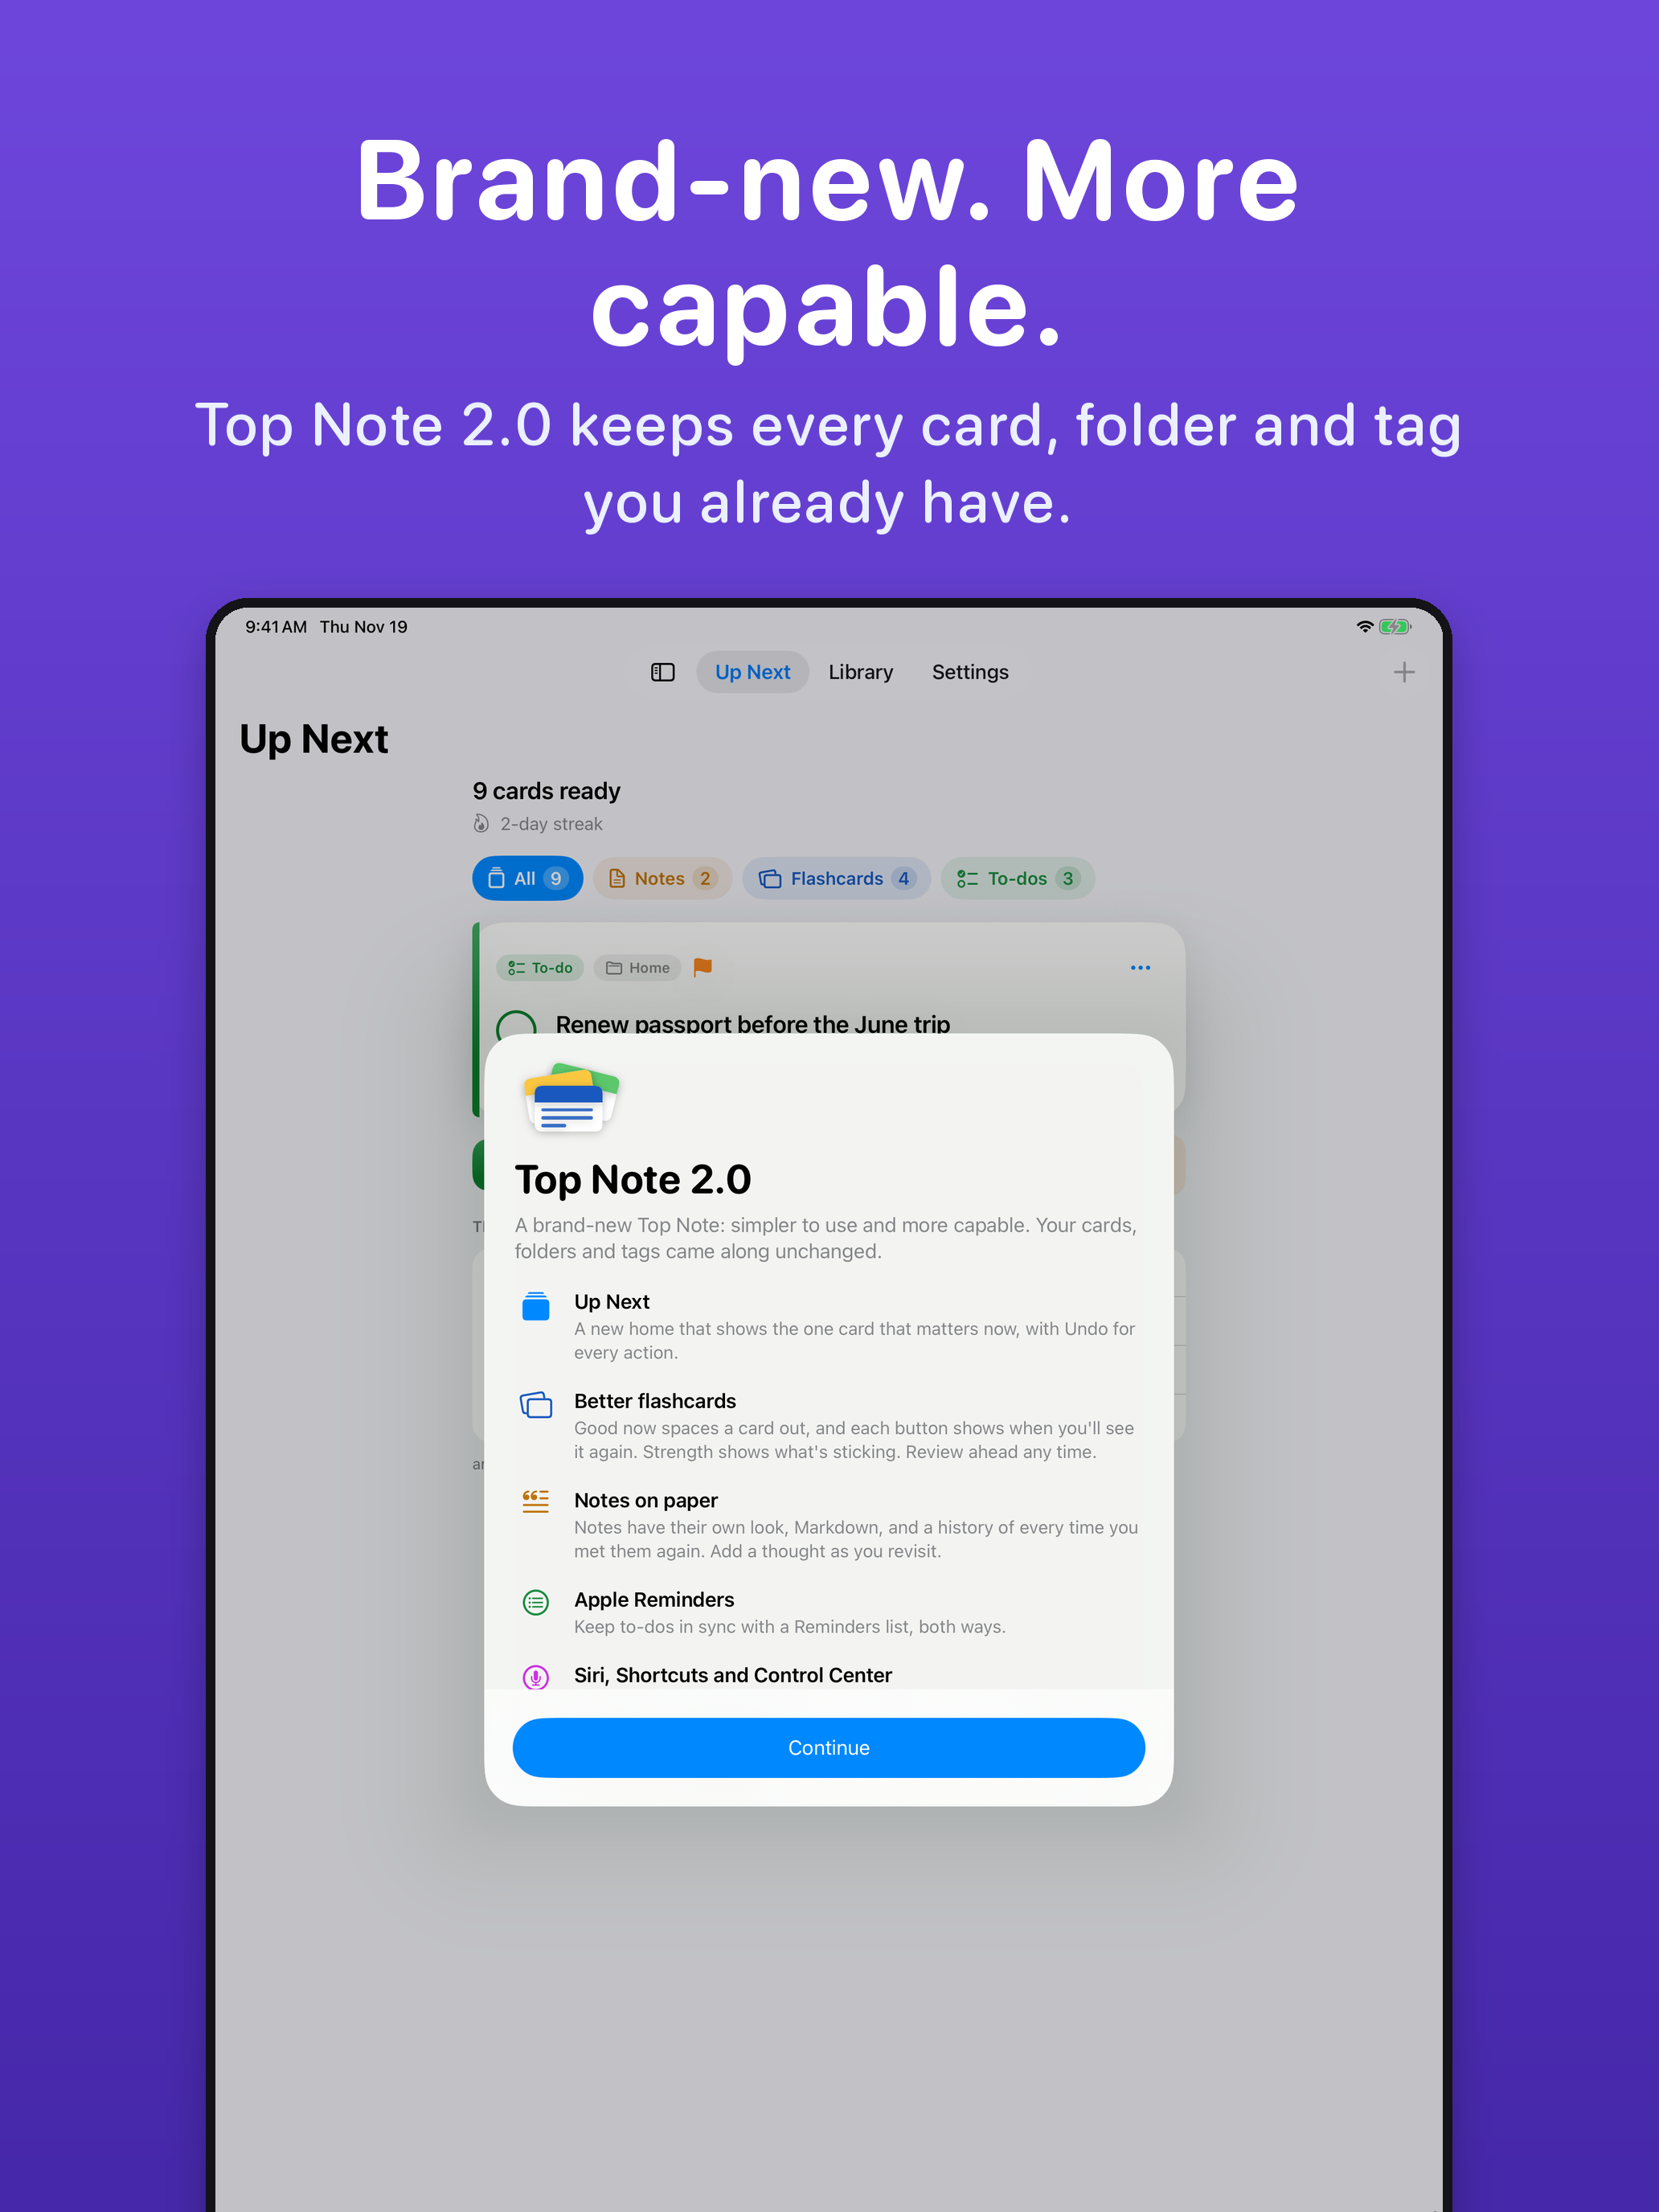 Brand-new. More
capable.
Top Note 2.0 keeps every card, folder and tag
you already have.
9:41 AM Thu Nov 19
Up Next Library Settings
Up Next
9 cards ready
2-day streak
All 9 Notes 2 Flashcards 4 To-dos 3
To-do Home
Renew passport before the June trip
Top Note 2.0
A brand-new Top Note: simpler to use and more capable. Your cards,
folders and tags came along unchanged.
Up Next
A new home that shows the one card that matters now, with Undo for
every action.
Better flashcards
Good now spaces a card out, and each button shows when you'll see
it again. Strength shows what's sticking. Review ahead any time.
Notes on paper
Notes have their own look, Markdown, and a history of every time you
met them again. Add a thought as you revisit.
Apple Reminders
Keep to-dos in sync with a Reminders list, both ways.
Siri, Shortcuts and Control Center
Continue